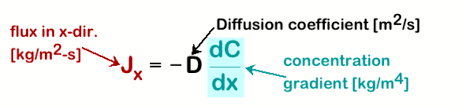 flux in x-dir.
[kg/m²-s]
Diffusion coefficient [m²/s]
Jₓ = − D dC/dx
concentration
gradient [kg/m⁴]